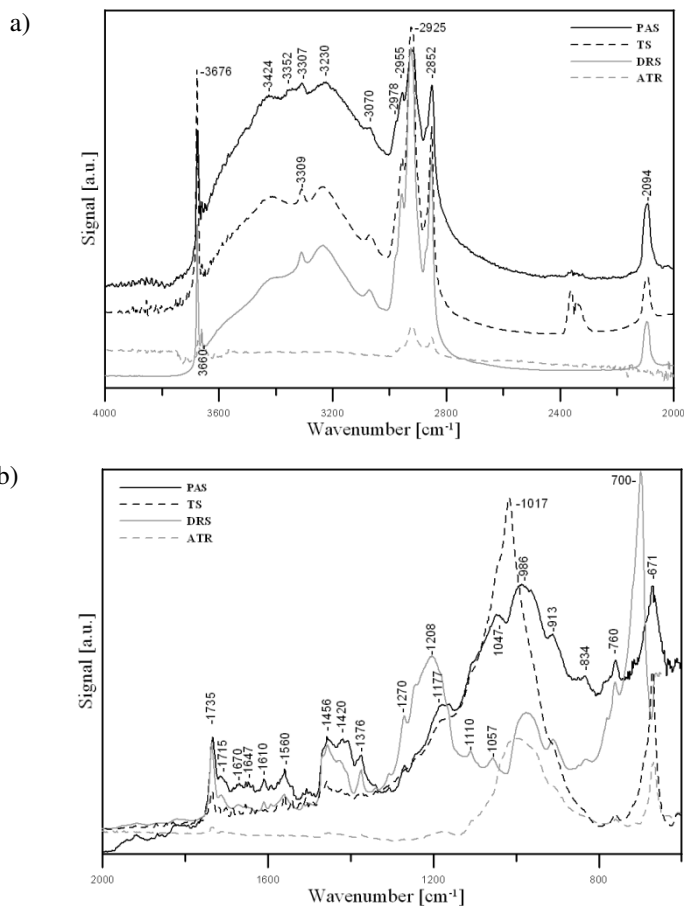 a)
-3676
-3424
-3352
-3307
-3230
-3070
-2978
-2955
-2925
2852
PAS
TS
DRS
ATR
3309
2094
3660
Signal [a.u.]
4000 3600 3200 2800 2400 2000
Wavenumber [cm-1]
b)
PAS
TS
DRS
ATR
700-
-1017
-986
-671
1047-
-913
-834
-760
-1735
-1715
-1670
-1647
-1610
-1560
-1456
-1420
-1376
-1270
-1208
-1177
-1110
-1057
Signal [a.u.]
2000 1600 1200 800
Wavenumber [cm-1]